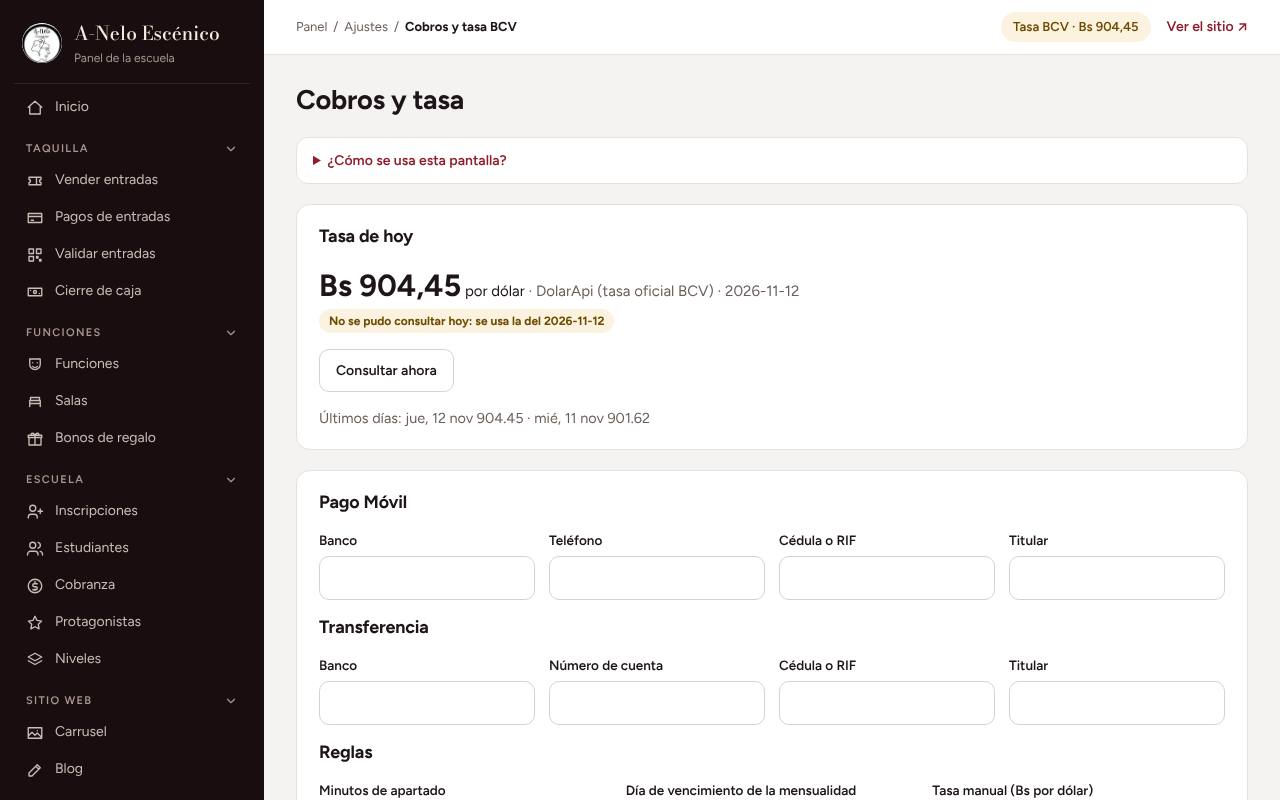 A-Nelo Escénico
Panel de la escuela
Inicio
TAQUILLA
Vender entradas
Pagos de entradas
Validar entradas
Cierre de caja
FUNCIONES
Funciones
Salas
Bonos de regalo
ESCUELA
Inscripciones
Estudiantes
Cobranza
Protagonistas
Niveles
SITIO WEB
Carrusel
Blog
Panel / Ajustes / Cobros y tasa BCV
Tasa BCV · Bs 904,45
Ver el sitio ↗
Cobros y tasa
▶ ¿Cómo se usa esta pantalla?
Tasa de hoy
Bs 904,45 por dólar · DolarApi (tasa oficial BCV) · 2026-11-12
No se pudo consultar hoy: se usa la del 2026-11-12
Consultar ahora
Últimos días: jue, 12 nov 904.45 · mié, 11 nov 901.62
Pago Móvil
Banco Teléfono Cédula o RIF Titular
Transferencia
Banco Número de cuenta Cédula o RIF Titular
Reglas
Minutos de apartado Día de vencimiento de la mensualidad Tasa manual (Bs por dólar)